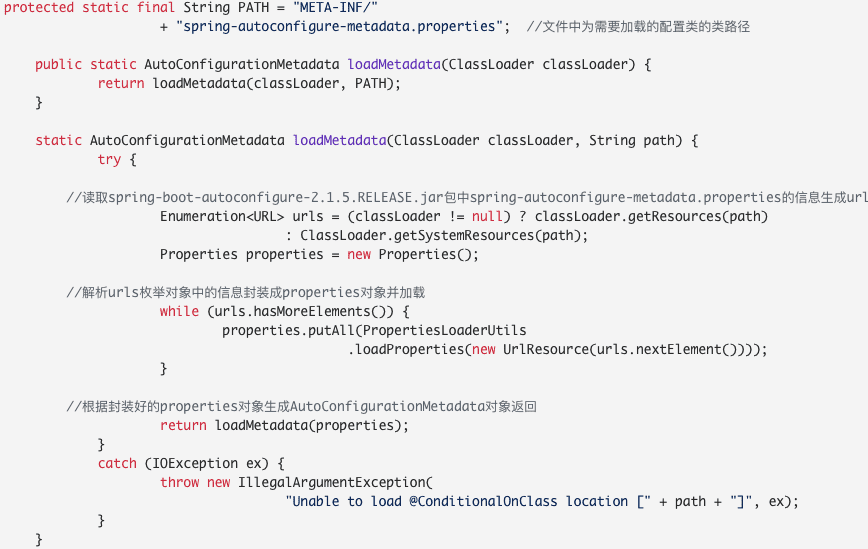 protected static final String PATH = "META-INF/"
+ "spring-autoconfigure-metadata.properties";  //文件中为需要加载的配置类的类路径
public static AutoConfigurationMetadata loadMetadata(ClassLoader classLoader) {
return loadMetadata(classLoader, PATH);
}
static AutoConfigurationMetadata loadMetadata(ClassLoader classLoader, String path) {
try {
//读取spring-boot-autoconfigure-2.1.5.RELEASE.jar包中spring-autoconfigure-metadata.properties的信息生成url
Enumeration<URL> urls = (classLoader != null) ? classLoader.getResources(path)
: ClassLoader.getSystemResources(path);
Properties properties = new Properties();
//解析urls枚举对象中的信息封装成properties对象并加载
while (urls.hasMoreElements()) {
properties.putAll(PropertiesLoaderUtils
.loadProperties(new UrlResource(urls.nextElement())));
}
//根据封装好的properties对象生成AutoConfigurationMetadata对象返回
return loadMetadata(properties);
}
catch (IOException ex) {
throw new IllegalArgumentException(
"Unable to load @ConditionalOnClass location [" + path + "]", ex);
}
}